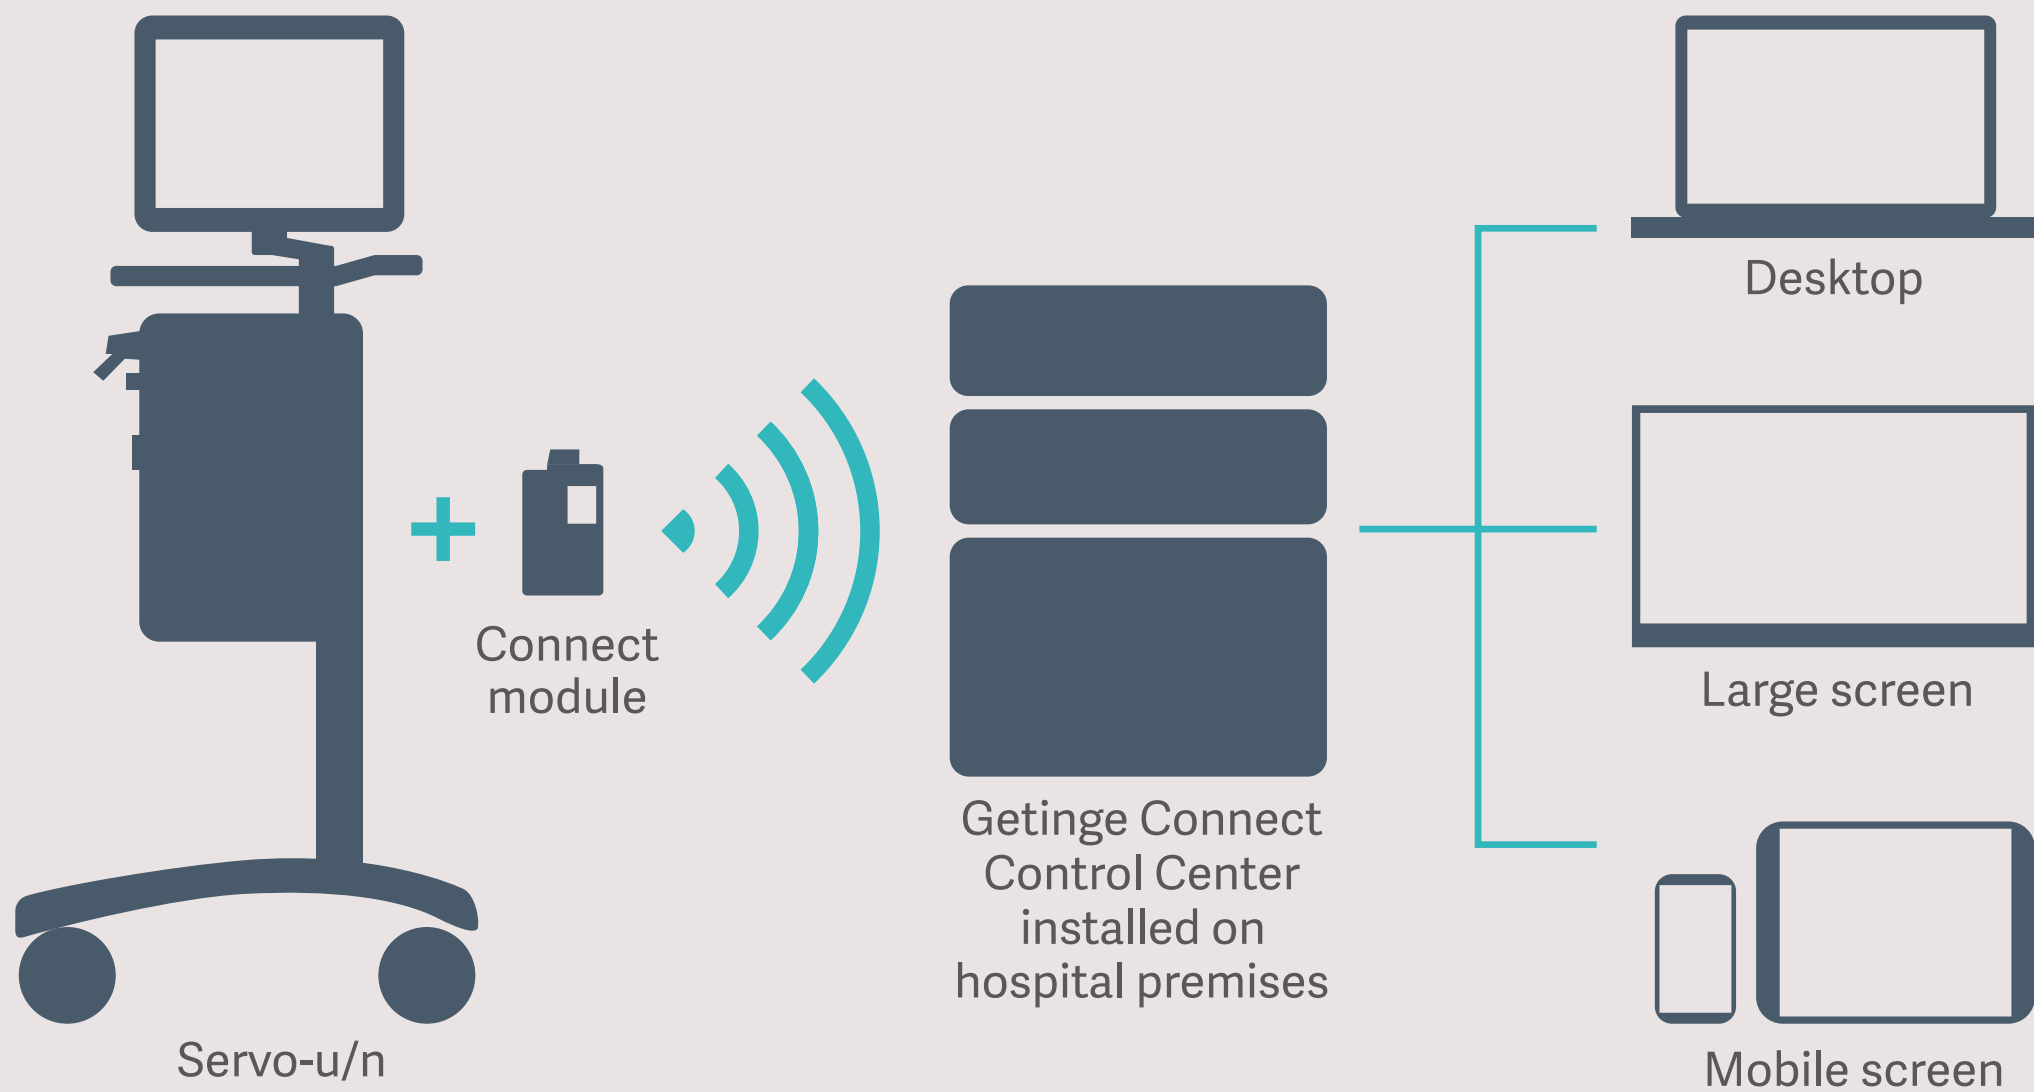 Servo-u/n
Connect
module
Getinge Connect
Control Center
installed on
hospital premises
Desktop
Large screen
Mobile screen